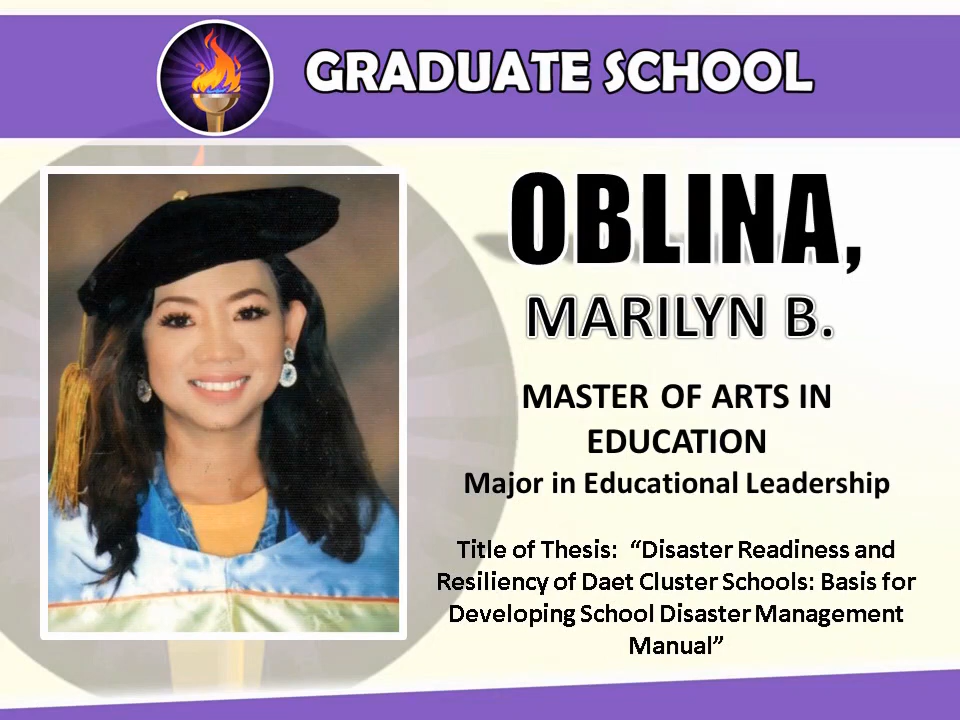 GRADUATE SCHOOL
OBLINA,
MARILYN B.
MASTER OF ARTS IN
EDUCATION
Major in Educational Leadership
Title of Thesis:  “Disaster Readiness and
Resiliency of Daet Cluster Schools: Basis for
Developing School Disaster Management
Manual”